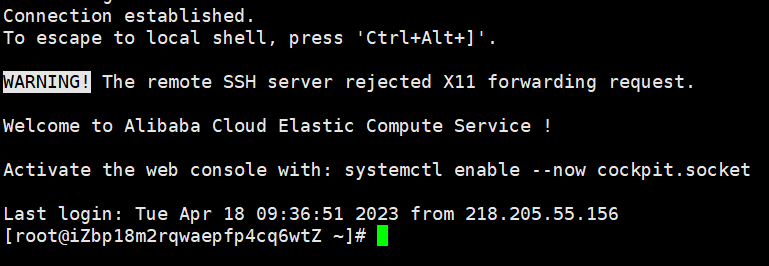 Connection established.
To escape to local shell, press 'Ctrl+Alt+]'.
WARNING! The remote SSH server rejected X11 forwarding request.
Welcome to Alibaba Cloud Elastic Compute Service !
Activate the web console with: systemctl enable --now cockpit.socket
Last login: Tue Apr 18 09:36:51 2023 from 218.205.55.156
[root@iZbp18m2rqwaepfp4cq6wtZ ~]#